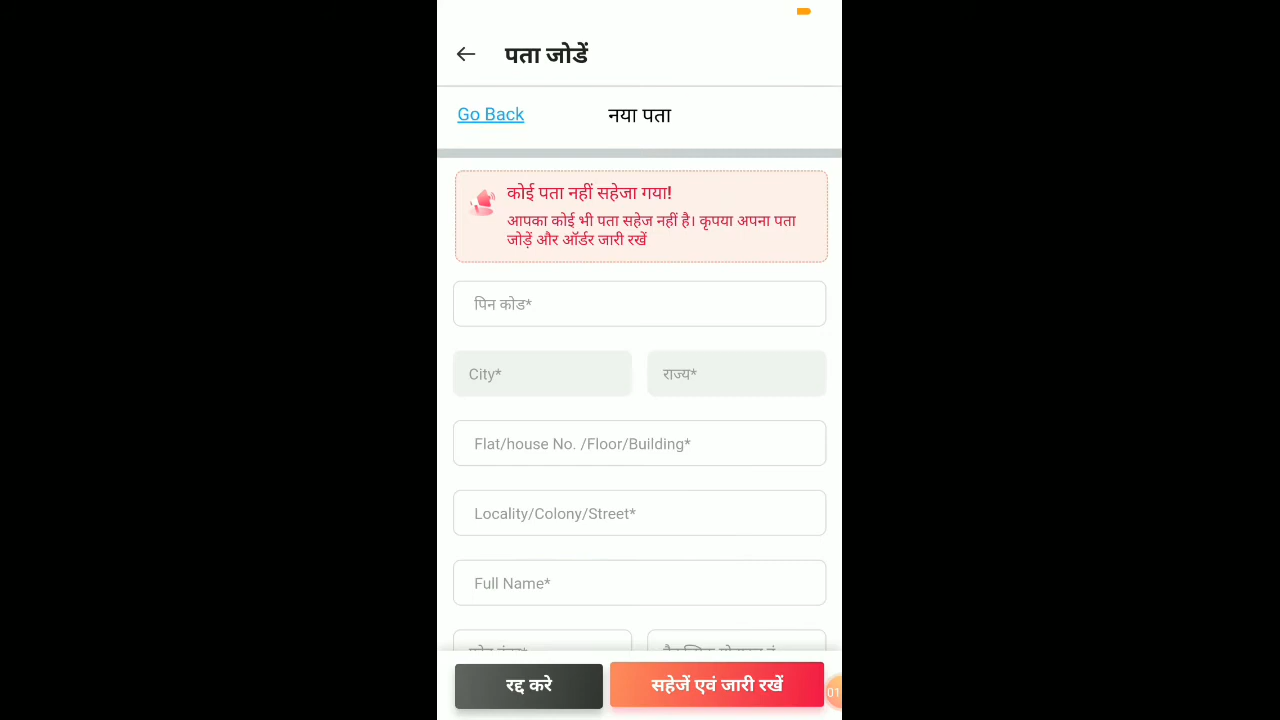 पता जोडें
Go Back
नया पता
कोई पता नहीं सहेजा गया!
आपका कोई भी पता सहेज नहीं है। कृपया अपना पता
जोड़ें और ऑर्डर जारी रखें
पिन कोड*
City*
राज्य*
Flat/house No. /Floor/Building*
Locality/Colony/Street*
Full Name*
रद्द करे
सहेजें एवं जारी रखें
01